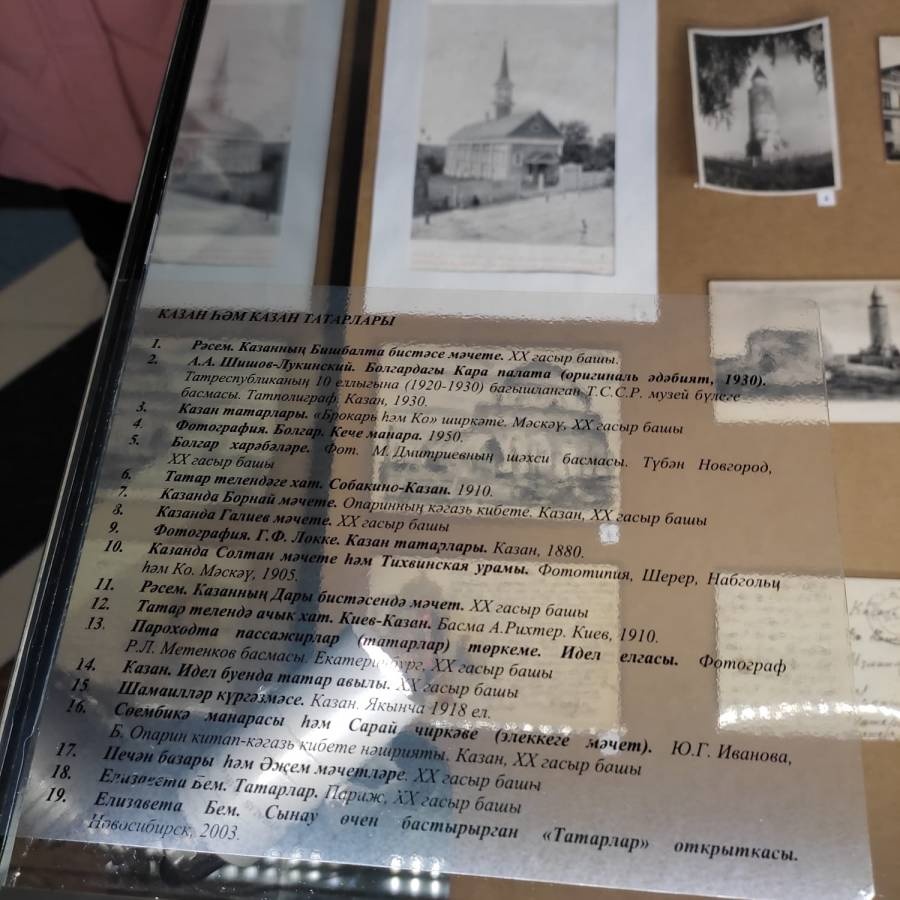 КАЗАН ҺӘМ КАЗАН ТАТАРЛАРЫ
1. Рәсем. Казанның Бишбалта бистәсе мәчете. XX гасыр башы.
2. А.А. Шишов-Лукинский. Болгардагы Кара палата (оригиналь әдәбият, 1930).
Татреспубликаның 10 еллыгына (1920-1930) багышланган Т.С.С.Р. музей бүлеге
басмасы. Татполиграф. Казан, 1930.
3. Казан татарлары. «Брокарь һәм Ко» ширкәте. Мәскәү, XX гасыр башы
4. Фотография. Болгар. Кече манара. 1950.
5. Болгар харәбәләре. Фот. М. Дмитриевның шәхси басмасы. Түбән Новгород,
XX гасыр башы
6. Татар телендәге хат. Собакино-Казан. 1910.
7. Казанда Борнай мәчете. Опаринның кәгазь кибете. Казан, XX гасыр башы
8. Казанда Галиев мәчете. XX гасыр башы
9. Фотография. Г.Ф. Локке. Казан татарлары. Казан, 1880.
10. Казанда Солтан мәчете һәм Тихвинская урамы. Фототипия, Шерер, Набгольц
һәм Ко. Мәскәү, 1905.
11. Рәсем. Казанның Дары бистәсендә мәчет. XX гасыр башы
12. Татар телендә ачык хат. Киев-Казан. Басма А.Рихтер. Киев, 1910.
13. Пароходта пассажирлар (татарлар) төркеме. Идел елгасы. Фотограф
Р.Л. Метенков басмасы. Екатеринбург, XX гасыр башы
14. Казан. Идел буенда татар авылы. XX гасыр башы
15. Шамаилләр күргәзмәсе. Казан. Якынча 1918 ел.
16. Сөембикә манарасы һәм Сарай чиркәве (элеккеге мәчет). Ю.Г. Иванова,
Б. Опарин китап-кәгазь кибете нәшрияты. Казан, XX гасыр башы
17. Печән базары һәм Әҗем мәчетләре. XX гасыр башы
18. Елизавета Бем. Татарлар. Париж, XX гасыр башы
19. Елизавета Бем. Сынау өчен бастырырган «Татарлар» открыткасы.
Новосибирск, 2003.